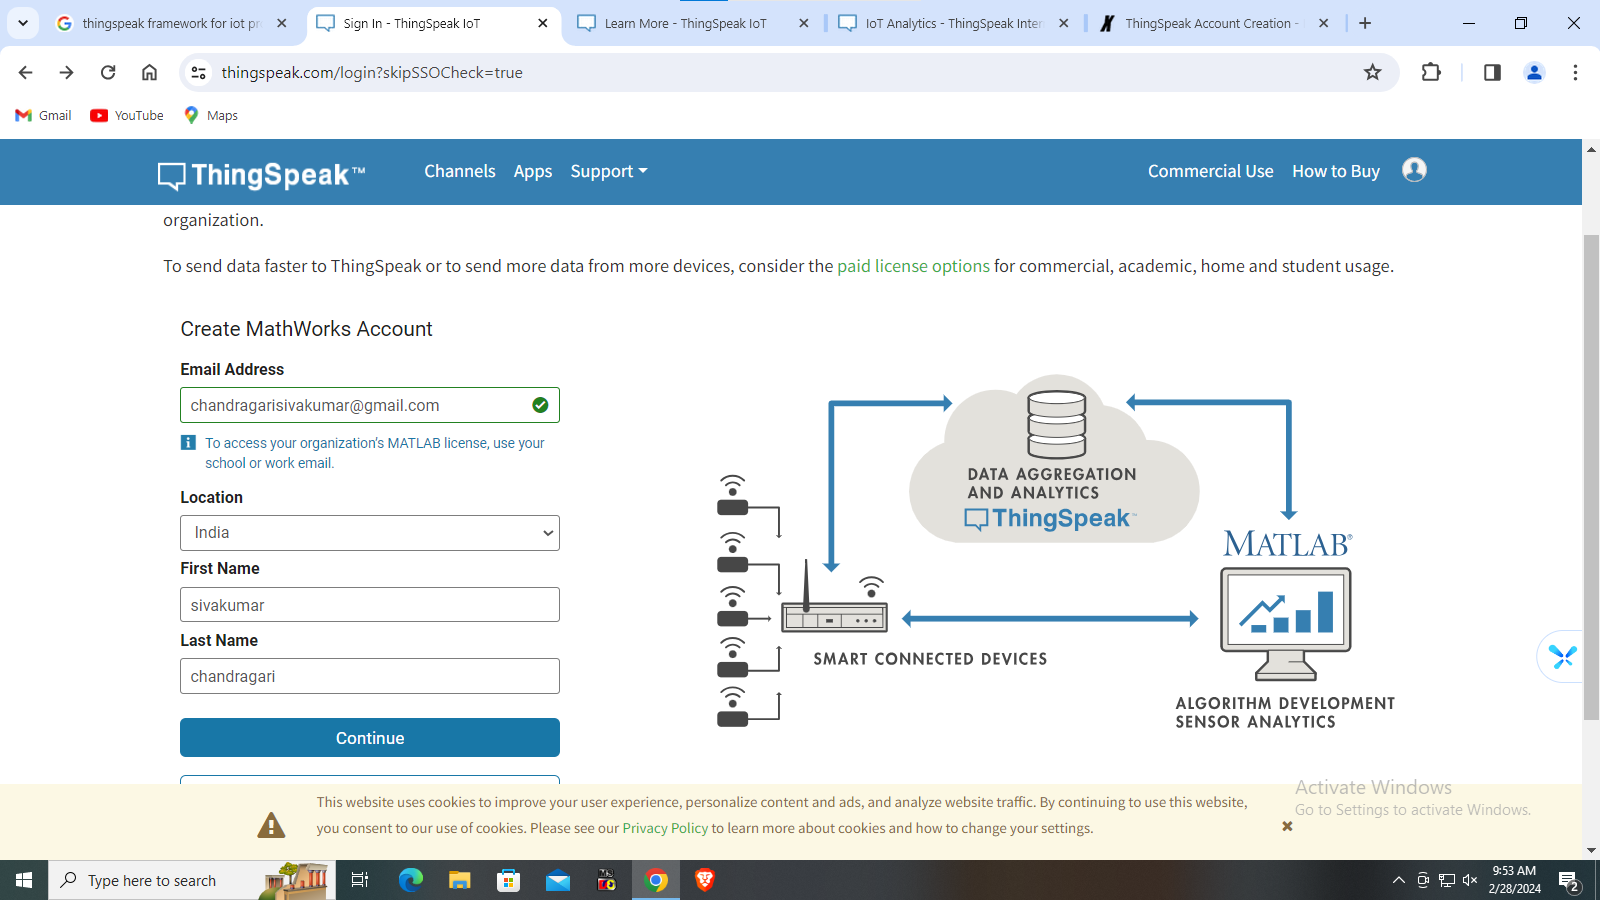 thingspeak framework for iot pr
Sign In - ThingSpeak IoT
Learn More - ThingSpeak IoT
IoT Analytics - ThingSpeak Inter
ThingSpeak Account Creation -
thingspeak.com/login?skipSSOCheck=true
Gmail
YouTube
Maps
ThingSpeak™
Channels
Apps
Support
Commercial Use
How to Buy
organization.
To send data faster to ThingSpeak or to send more data from more devices, consider the paid license options for commercial, academic, home and student usage.
Create MathWorks Account
Email Address
chandragarisivakumar@gmail.com
To access your organization's MATLAB license, use your
school or work email.
Location
India
First Name
sivakumar
Last Name
chandragari
Continue
DATA AGGREGATION
AND ANALYTICS
ThingSpeak™
MATLAB®
SMART CONNECTED DEVICES
ALGORITHM DEVELOPMENT
SENSOR ANALYTICS
This website uses cookies to improve your user experience, personalize content and ads, and analyze website traffic. By continuing to use this website,
you consent to our use of cookies. Please see our Privacy Policy to learn more about cookies and how to change your settings.
Activate Windows
Go to Settings to activate Windows.
Type here to search
9:53 AM
2/28/2024
2